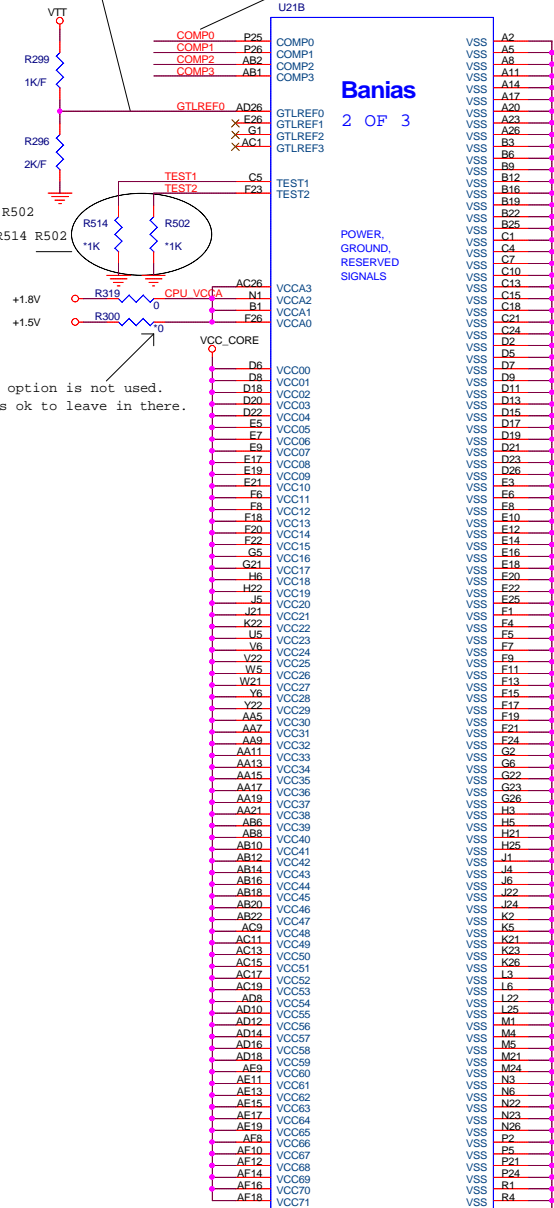 U21B
Banias
2 OF 3
POWER,
GROUND,
RESERVED
SIGNALS
VTT
R299
1K/F
R296
2K/F
R502
R514 R502
R514
*1K
R502
*1K
+1.8V
R319
0
CPU_VCCA
+1.5V
R300
*0
option is not used.
s ok to leave in there.
COMP0 P25 COMP0
COMP1 P26 COMP1
COMP2 AB2 COMP2
COMP3 AB1 COMP3
GTLREF0 AD26 GTLREF0
E26 GTLREF1
G1 GTLREF2
AC1 GTLREF3
TEST1 C5 TEST1
TEST2 F23 TEST2
AC26 VCCA3
N1 VCCA2
B1 VCCA1
F26 VCCA0
VCC_CORE
D6 VCC00
D8 VCC01
D18 VCC02
D20 VCC03
D22 VCC04
E5 VCC05
E7 VCC06
E9 VCC07
E17 VCC08
E19 VCC09
E21 VCC10
F6 VCC11
F8 VCC12
F18 VCC13
F20 VCC14
F22 VCC15
G5 VCC16
G21 VCC17
H6 VCC18
H22 VCC19
J5 VCC20
J21 VCC21
K22 VCC22
U5 VCC23
V6 VCC24
V22 VCC25
W5 VCC26
W21 VCC27
Y6 VCC28
Y22 VCC29
AA5 VCC30
AA7 VCC31
AA9 VCC32
AA11 VCC33
AA13 VCC34
AA15 VCC35
AA17 VCC36
AA19 VCC37
AA21 VCC38
AB6 VCC39
AB8 VCC40
AB10 VCC41
AB12 VCC42
AB14 VCC43
AB16 VCC44
AB18 VCC45
AB20 VCC46
AB22 VCC47
AC9 VCC48
AC11 VCC49
AC13 VCC50
AC15 VCC51
AC17 VCC52
AC19 VCC53
AD8 VCC54
AD10 VCC55
AD12 VCC56
AD14 VCC57
AD16 VCC58
AD18 VCC59
AE9 VCC60
AE11 VCC61
AE13 VCC62
AE15 VCC63
AE17 VCC64
AE19 VCC65
AF8 VCC66
AF10 VCC67
AF12 VCC68
AF14 VCC69
AF16 VCC70
AF18 VCC71
VSS A2
VSS A5
VSS A8
VSS A11
VSS A14
VSS A17
VSS A20
VSS A23
VSS A26
VSS B3
VSS B6
VSS B9
VSS B12
VSS B16
VSS B19
VSS B22
VSS B25
VSS C1
VSS C4
VSS C7
VSS C10
VSS C13
VSS C15
VSS C18
VSS C21
VSS C24
VSS D2
VSS D5
VSS D7
VSS D9
VSS D11
VSS D13
VSS D15
VSS D17
VSS D19
VSS D21
VSS D23
VSS D26
VSS E3
VSS E6
VSS E8
VSS E10
VSS E12
VSS E14
VSS E16
VSS E18
VSS E20
VSS E22
VSS E25
VSS F1
VSS F4
VSS F5
VSS F7
VSS F9
VSS F11
VSS F13
VSS F15
VSS F17
VSS F19
VSS F21
VSS F24
VSS G2
VSS G6
VSS G22
VSS G23
VSS G26
VSS H3
VSS H5
VSS H21
VSS H25
VSS J1
VSS J4
VSS J6
VSS J22
VSS J24
VSS K2
VSS K5
VSS K21
VSS K23
VSS K26
VSS L3
VSS L6
VSS L22
VSS L25
VSS M1
VSS M4
VSS M5
VSS M21
VSS M24
VSS N3
VSS N6
VSS N22
VSS N23
VSS N26
VSS P2
VSS P5
VSS P21
VSS P24
VSS R1
VSS R4